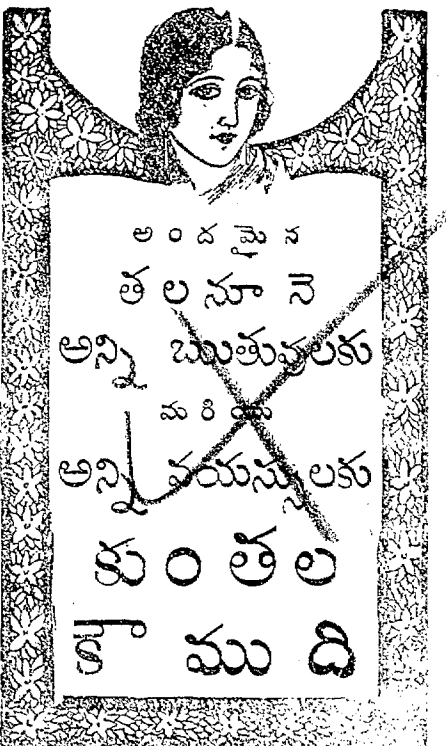 అందమైన
తలనూనె
అన్ని ఋతువులకు
మరియు
అన్ని వయస్సులకు
కుంతల
కౌముది